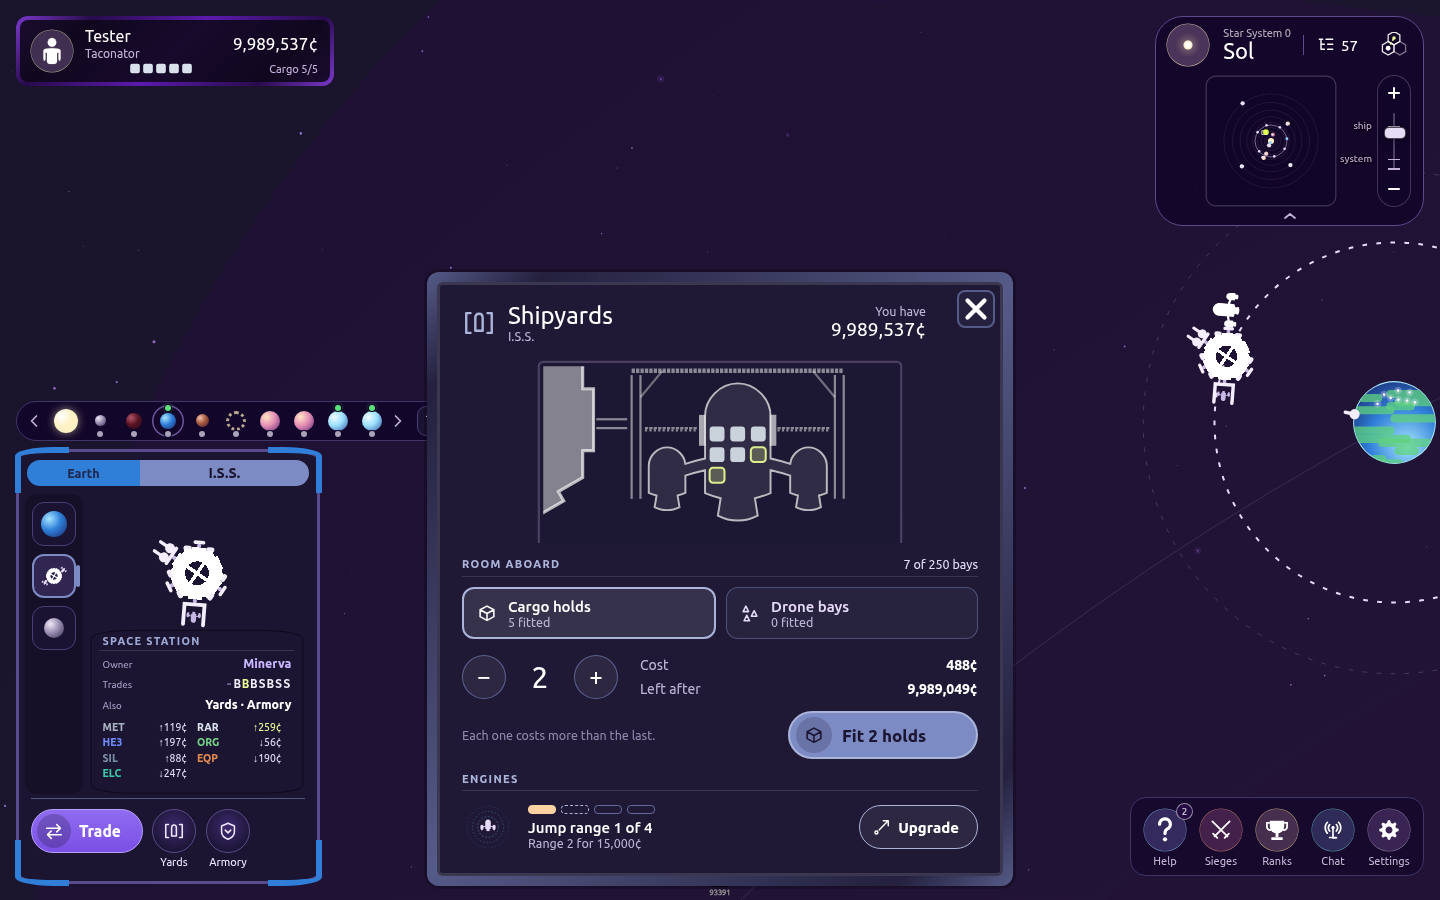 Tester
Taconator
9,989,537¢
Cargo 5/5
Star System 0
Sol
57
ship
system
Shipyards
I.S.S.
You have
9,989,537¢
ROOM ABOARD
7 of 250 bays
Cargo holds
5 fitted
Drone bays
0 fitted
2
Cost
488¢
Left after
9,989,049¢
Each one costs more than the last.
Fit 2 holds
ENGINES
Jump range 1 of 4
Range 2 for 15,000¢
Upgrade
93391
Earth
I.S.S.
SPACE STATION
Owner
Minerva
Trades
-BBBSBSS
Also
Yards · Armory
MET ↑119¢ RAR ↑259¢
HE3 ↑197¢ ORG ↓56¢
SIL ↑88¢ EQP ↓190¢
ELC ↓247¢
Trade
Yards
Armory
2
Help
Sieges
Ranks
Chat
Settings